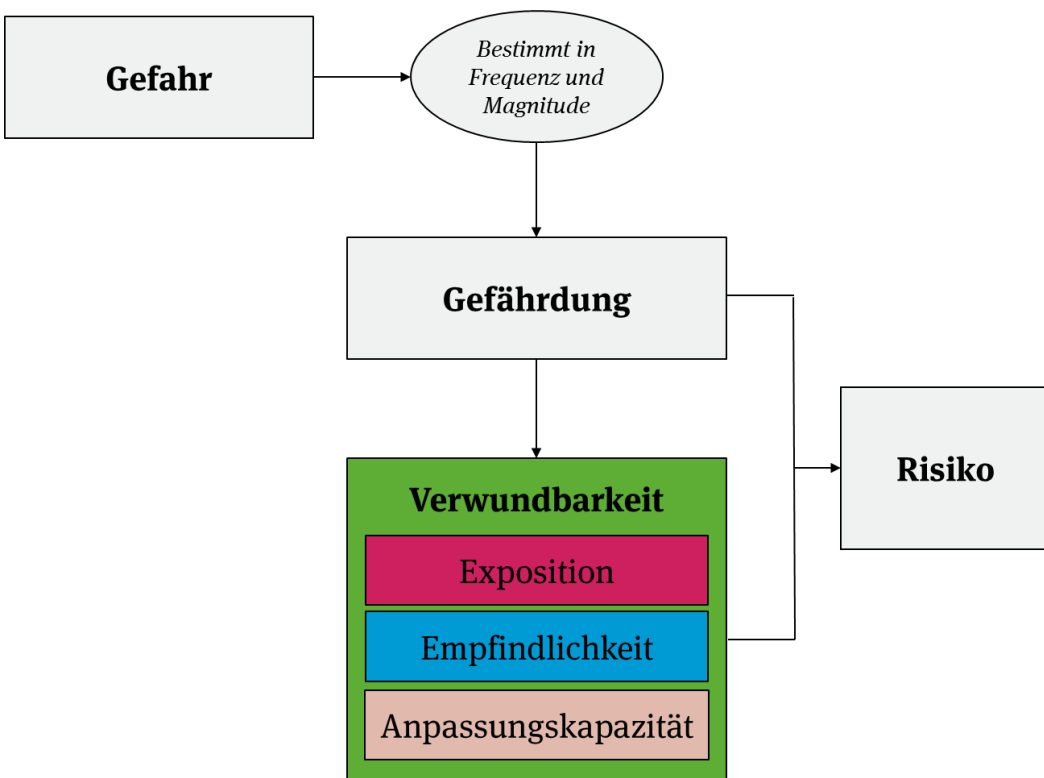 Gefahr
Bestimmt in
Frequenz und
Magnitude
Gefährdung
Verwundbarkeit
Exposition
Empfindlichkeit
Anpassungskapazität
Risiko